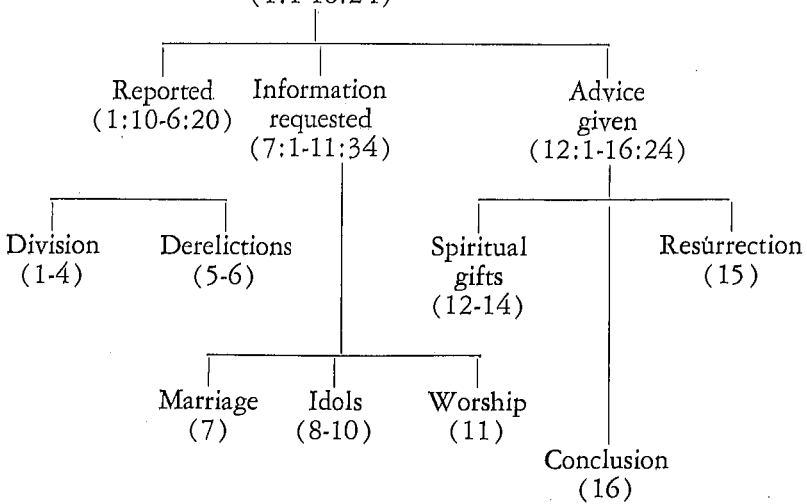 Reported
(1:10-6:20)
Information
requested
(7:1-11:34)
Advice
given
(12:1-16:24)
Division
(1-4)
Derelictions
(5-6)
Spiritual
gifts
(12-14)
Resurrection
(15)
Marriage
(7)
Idols
(8-10)
Worship
(11)
Conclusion
(16)